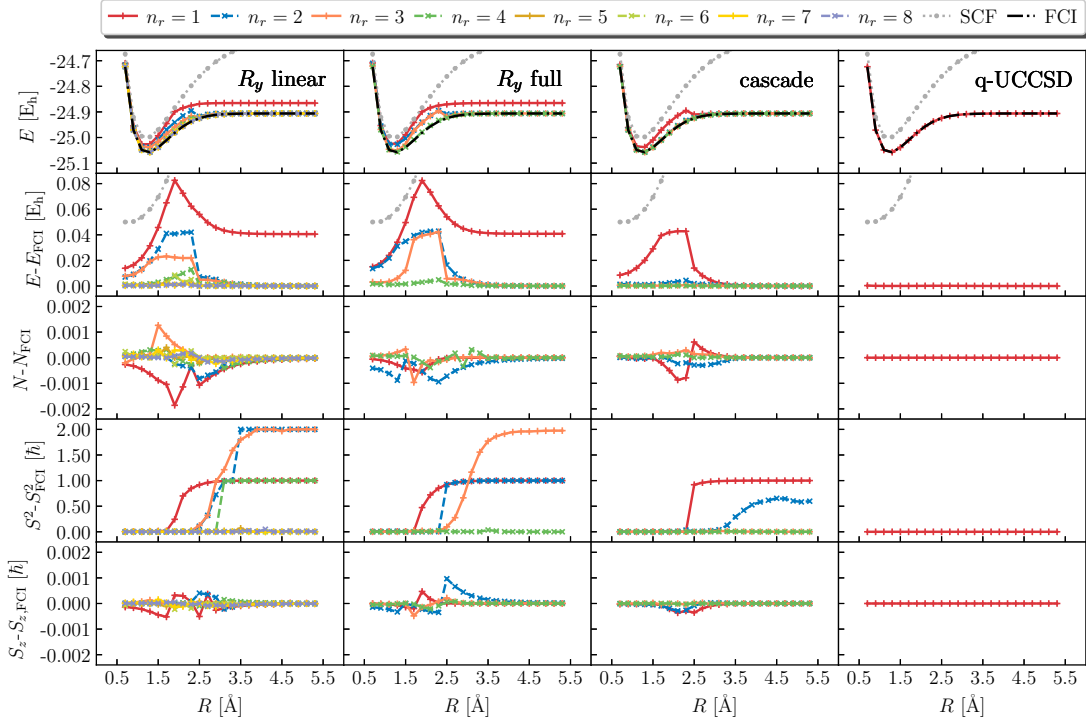 n_r = 1 n_r = 2 n_r = 3 n_r = 4 n_r = 5 n_r = 6 n_r = 7 n_r = 8 SCF FCI
R_y linear R_y full cascade q-UCCSD
E [E_h]
-24.7
-24.8
-24.9
-25.0
-25.1
E-E_FCI [E_h]
0.08
0.06
0.04
0.02
0.00
N-N_FCI
0.002
0.001
0.000
-0.001
-0.002
S^2-S^2_FCI [ħ]
2.00
1.50
1.00
0.50
0.00
S_z-S_z,FCI [ħ]
0.002
0.001
0.000
-0.001
-0.002
0.5 1.5 2.5 3.5 4.5 5.5 0.5 1.5 2.5 3.5 4.5 5.5 0.5 1.5 2.5 3.5 4.5 5.5 0.5 1.5 2.5 3.5 4.5 5.5
R [Å] R [Å] R [Å] R [Å]